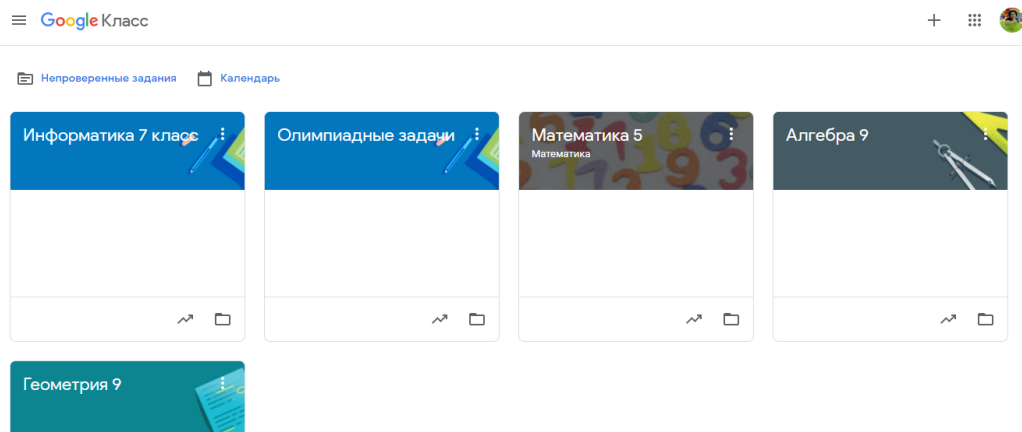 Google Класс
Непроверенные задания
Календарь
Информатика 7 класс
Олимпиадные задачи
Математика 5
Математика
Алгебра 9
Геометрия 9